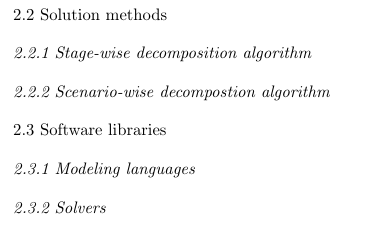 2.2 Solution methods
2.2.1 Stage-wise decomposition algorithm
2.2.2 Scenario-wise decompostion algorithm
2.3 Software libraries
2.3.1 Modeling languages
2.3.2 Solvers